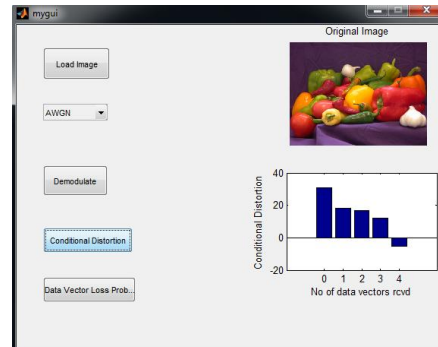 mygui
Original Image
Load Image
AWGN
Demodulate
Conditional Distortion
Data Vector Loss Prob...
Conditional Distortion
40
20
0
-20
0 1 2 3 4
No of data vectors rcvd